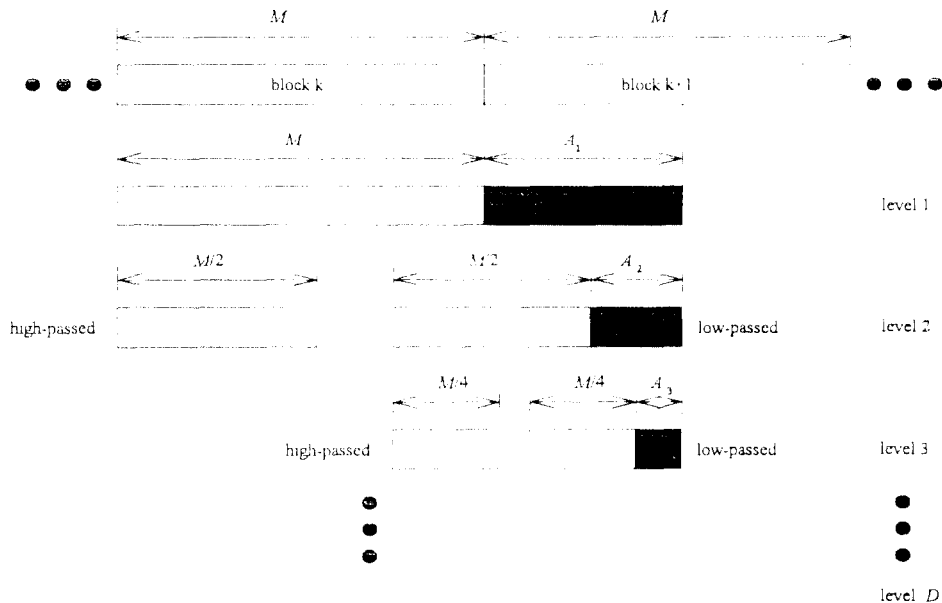 M M
block k block k+1
M A1
level 1
M/2 M/2 A2
high-passed low-passed level 2
M/4 M/4 A3
high-passed low-passed level 3
level D